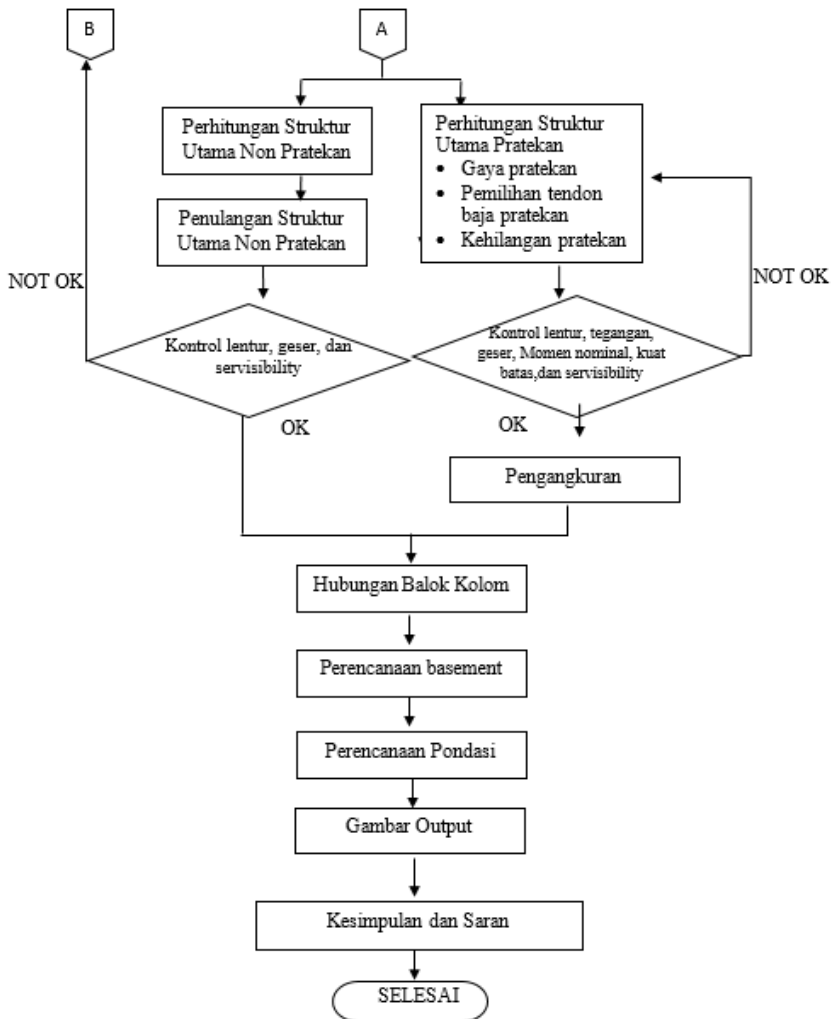 B
A
Perhitungan Struktur
Utama Non Pratekan
Perhitungan Struktur
Utama Pratekan
• Gaya pratekan
• Pemilihan tendon
baja pratekan
• Kehilangan pratekan
Penulangan Struktur
Utama Non Pratekan
NOT OK
NOT OK
Kontrol lentur, geser, dan
servisibility
Kontrol lentur, tegangan,
geser, Momen nominal, kuat
batas,dan servisibility
OK
OK
Pengangkuran
Hubungan Balok Kolom
Perencanaan basement
Perencanaan Pondasi
Gambar Output
Kesimpulan dan Saran
SELESAI